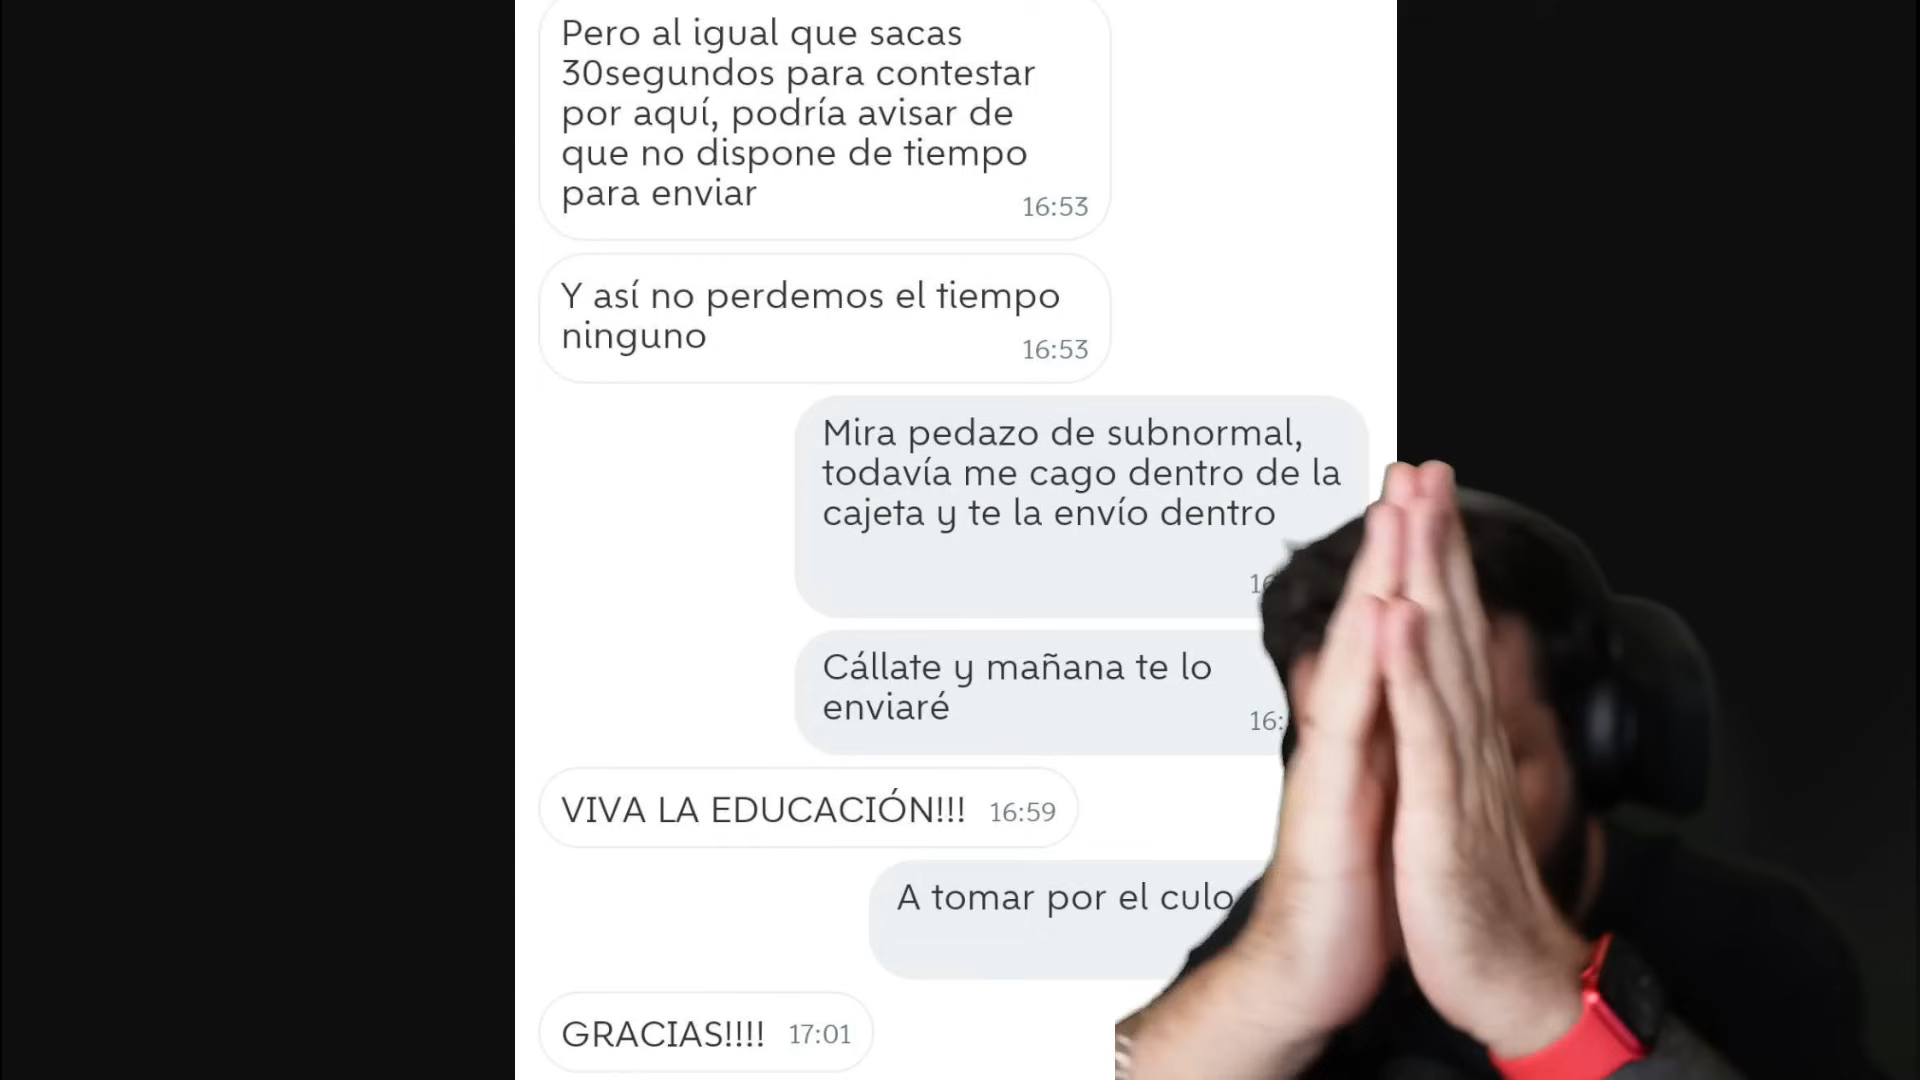 Pero al igual que sacas
30segundos para contestar
por aquí, podría avisar de
que no dispone de tiempo
para enviar
16:53
Y así no perdemos el tiempo
ninguno
16:53
Mira pedazo de subnormal,
todavía me cago dentro de la
cajeta y te la envío dentro
Cállate y mañana te lo
enviaré
16:
VIVA LA EDUCACIÓN!!! 16:59
A tomar por el culo
GRACIAS!!!! 17:01